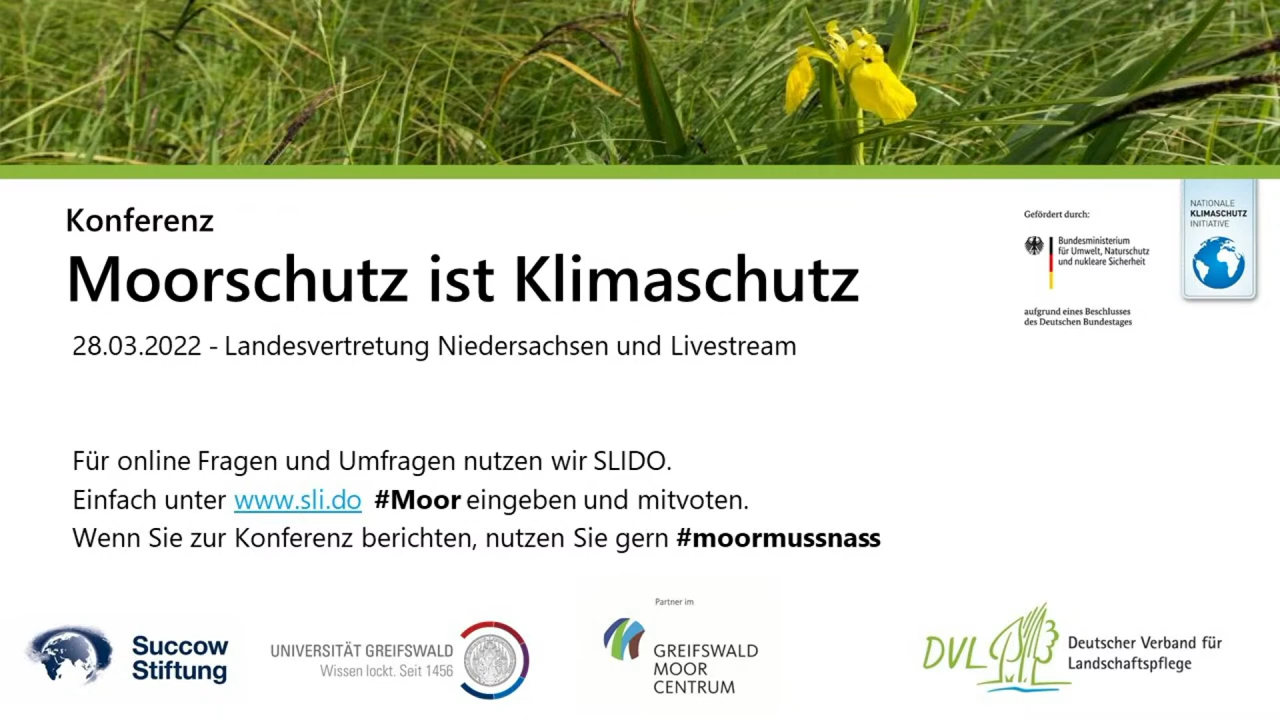 Konferenz
Moorschutz ist Klimaschutz
28.03.2022 - Landesvertretung Niedersachsen und Livestream
Gefördert durch:
Bundesministerium
für Umwelt, Naturschutz
und nukleare Sicherheit
aufgrund eines Beschlusses
des Deutschen Bundestages
NATIONALE
KLIMASCHUTZ
INITIATIVE
Für online Fragen und Umfragen nutzen wir SLIDO.
Einfach unter www.sli.do #Moor eingeben und mitvoten.
Wenn Sie zur Konferenz berichten, nutzen Sie gern #moormussnass
Succow
Stiftung
UNIVERSITÄT GREIFSWALD
Wissen lockt. Seit 1456
Partner im
GREIFSWALD
MOOR
CENTRUM
DVL
Deutscher Verband für
Landschaftspflege